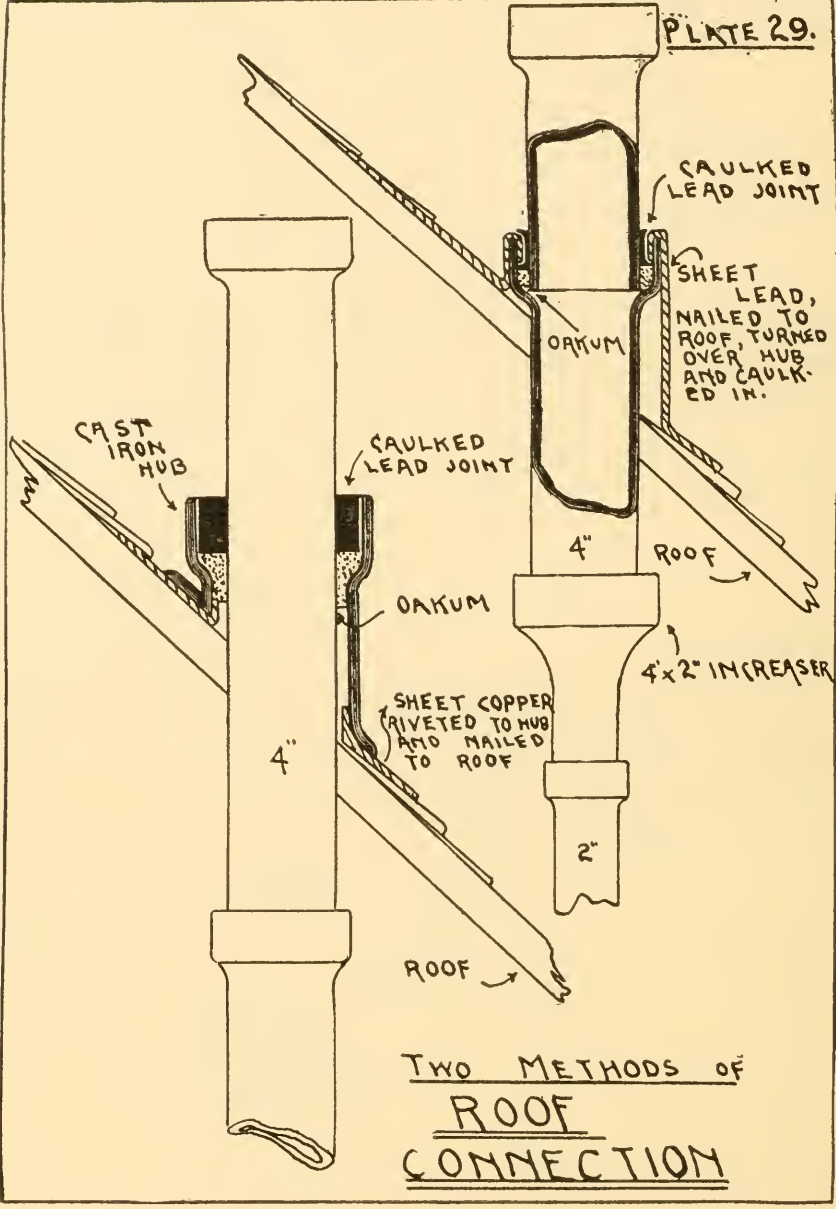 PLATE 29.
CAULKED
LEAD JOINT
SHEET
LEAD,
NAILED TO
ROOF, TURNED
OVER HUB
AND CAULK-
ED IN.
OAKUM
4"
ROOF
4"x2" INCREASER
2"
CAST
IRON
HUB
CAULKED
LEAD JOINT
OAKUM
SHEET COPPER
RIVETED TO HUB
AND NAILED
TO ROOF
4"
ROOF
TWO METHODS OF
ROOF
CONNECTION